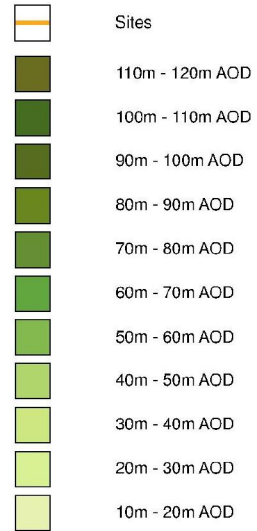 Sites
110m - 120m AOD
100m - 110m AOD
90m - 100m AOD
80m - 90m AOD
70m - 80m AOD
60m - 70m AOD
50m - 60m AOD
40m - 50m AOD
30m - 40m AOD
20m - 30m AOD
10m - 20m AOD